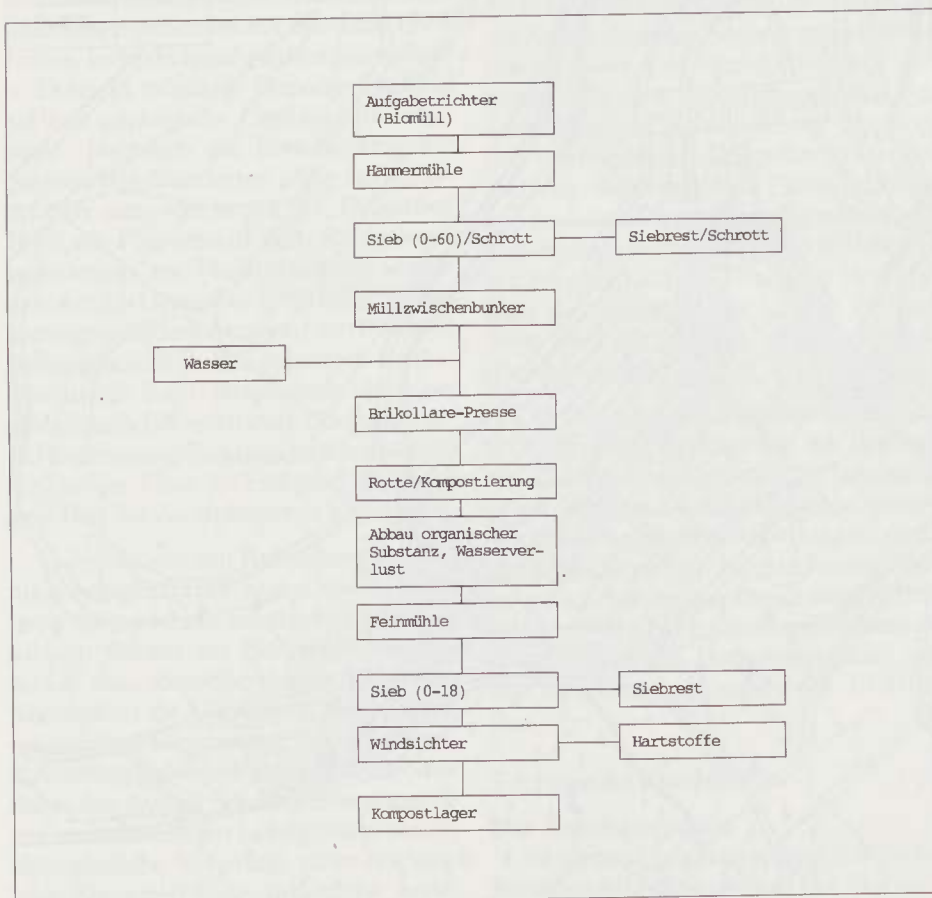 Aufgabetrichter
(Biomüll)
Hammermühle
Sieb (0-60)/Schrott
Siebrest/Schrott
Müllzwischenbunker
Wasser
Brikollare-Presse
Rotte/Kompostierung
Abbau organischer
Substanz, Wasserver-
lust
Feinmühle
Sieb (0-18)
Siebrest
Windsichter
Hartstoffe
Kompostlager